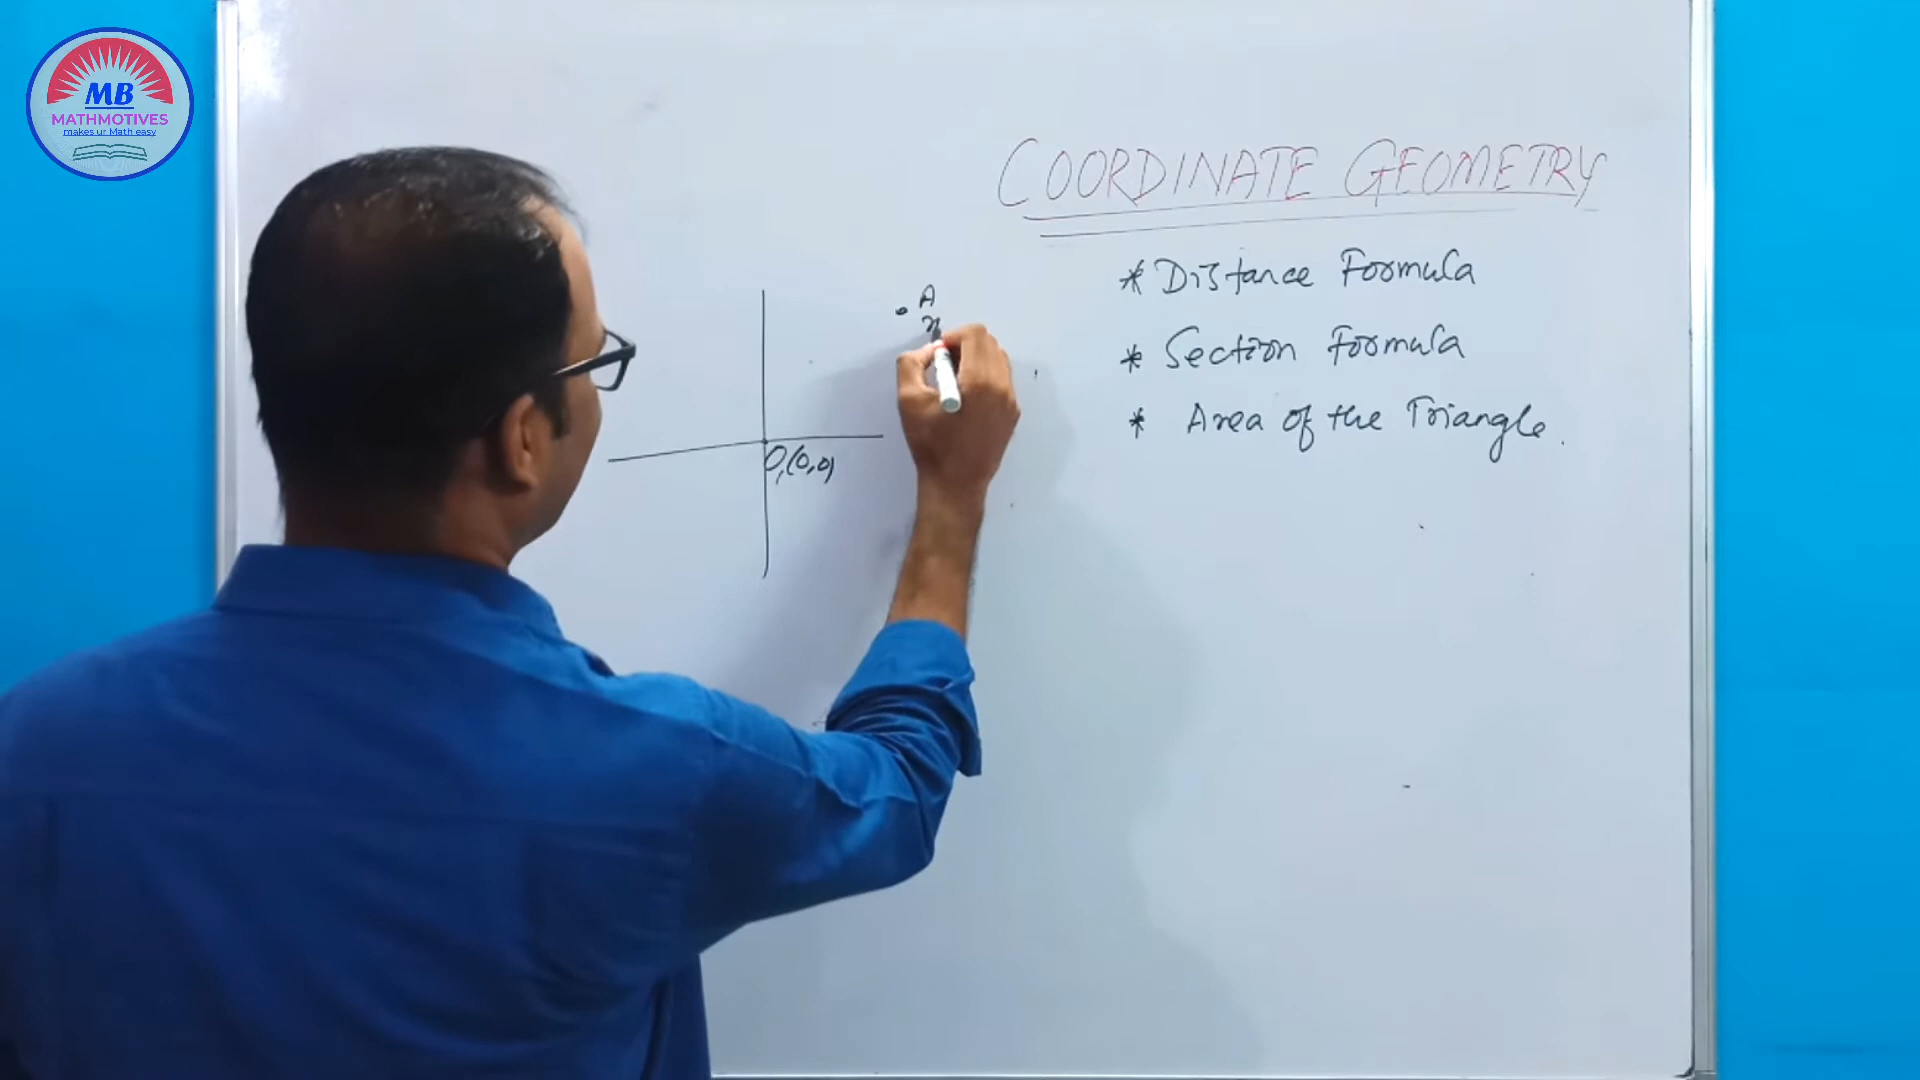 MB
MATHMOTIVES
makes ur Math easy
COORDINATE GEOMETRY
* Distance Formula
* Section Formula
* Area of the Triangle.
A
x
O,(0,0)